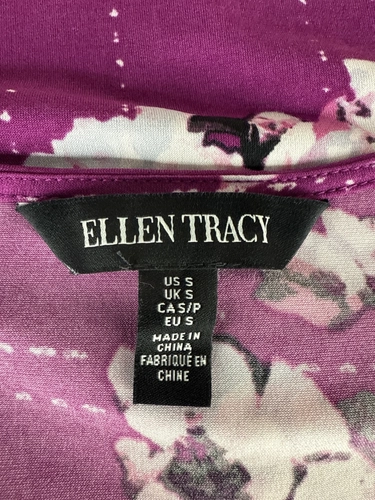 ELLEN TRACY
US S
UK S
CA S/P
EU S
MADE IN
CHINA
FABRIQUÉ EN
CHINE